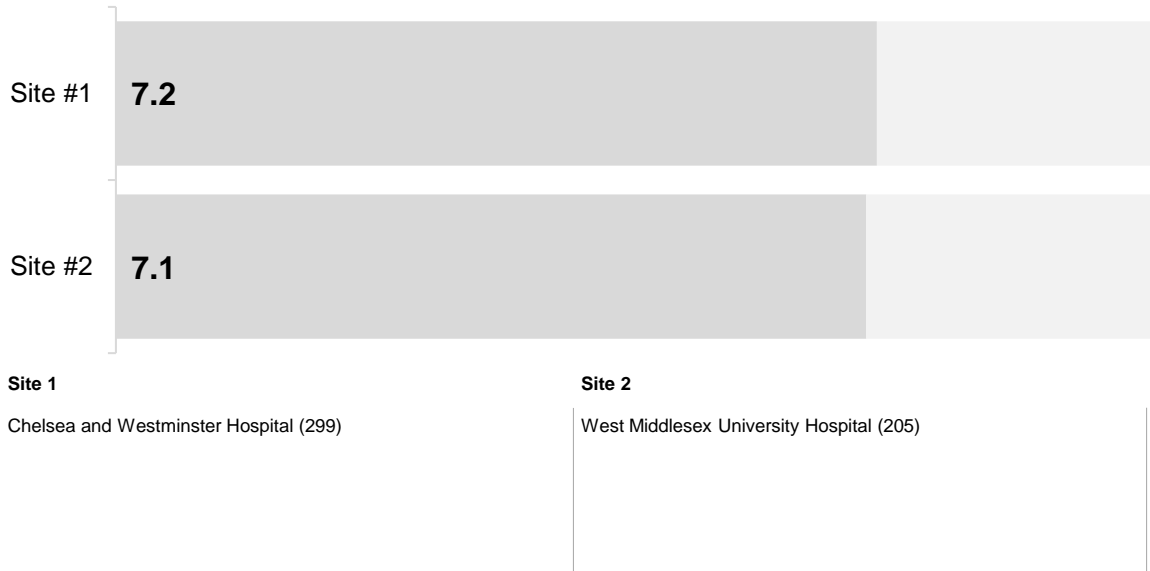 Site #1 7.2
Site #2 7.1
Site 1
Chelsea and Westminster Hospital (299)
Site 2
West Middlesex University Hospital (205)